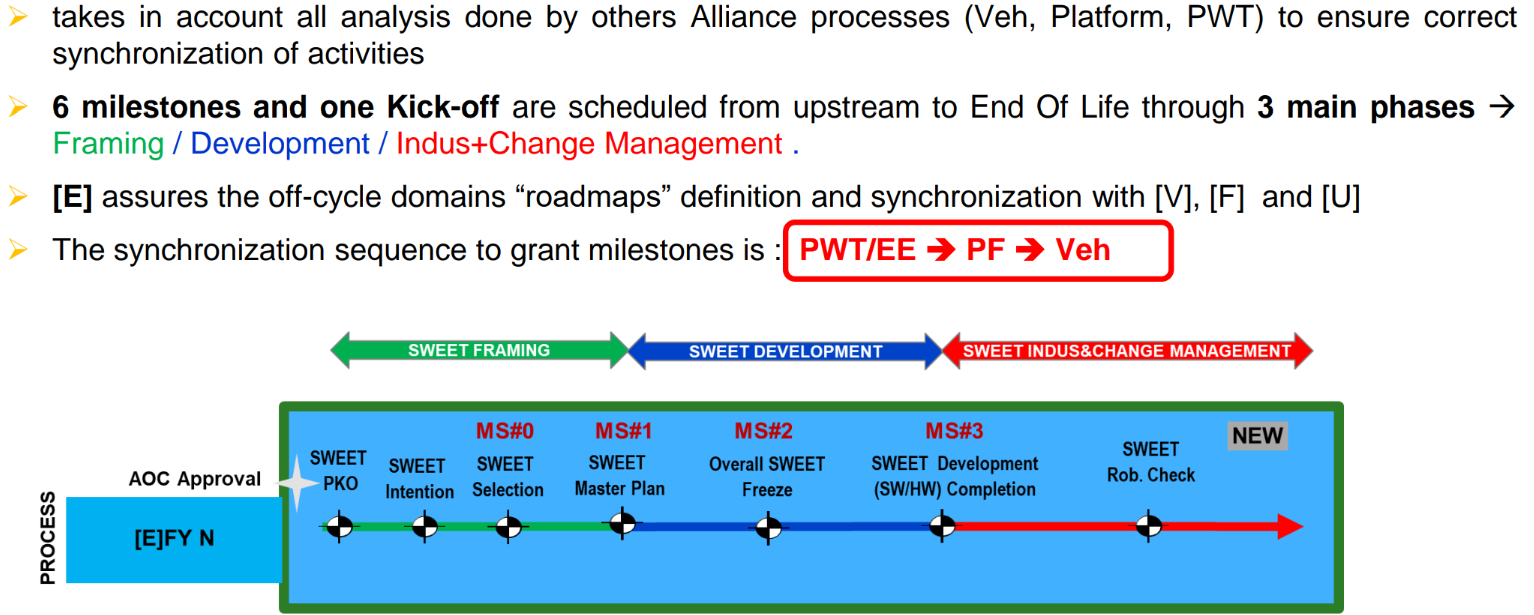 ➢ takes in account all analysis done by others Alliance processes (Veh, Platform, PWT) to ensure correct
synchronization of activities
➢ 6 milestones and one Kick-off are scheduled from upstream to End Of Life through 3 main phases →
Framing / Development / Indus+Change Management .
➢ [E] assures the off-cycle domains “roadmaps” definition and synchronization with [V], [F] and [U]
➢ The synchronization sequence to grant milestones is : PWT/EE ➔ PF ➔ Veh
SWEET FRAMING
SWEET DEVELOPMENT
SWEET INDUS&CHANGE MANAGEMENT
PROCESS
AOC Approval
[E]FY N
SWEET
PKO
SWEET
Intention
MS#0
SWEET
Selection
MS#1
SWEET
Master Plan
MS#2
Overall SWEET
Freeze
MS#3
SWEET Development
(SW/HW) Completion
SWEET
Rob. Check
NEW